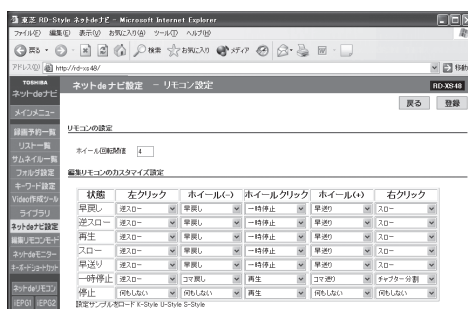 東芝 RD-Style ネットdeナビ - Microsoft Internet Explorer
ファイル(F) 編集(E) 表示(V) お気に入り(A) ツール(T) ヘルプ(H)
戻る 検索 お気に入り メディア
アドレス(D) http://rd-xs48/ 移動
TOSHIBA
ネットdeナビ
ネットdeナビ設定 - リモコン設定 RD-XS48
戻る 登録
メインメニュー
録画予約一覧
リスト一覧
サムネイル一覧
フォルダ設定
キーワード設定
Video作成ツール
ライブラリ
ネットdeナビ設定
編集リモコンモード
ネットdeモニター
キーボードショートカット
ネットdeリモコン
iEPG1 iEPG2
リモコンの設定
ホイール回転閾値 4
編集リモコンのカスタマイズ設定
状態 左クリック ホイール(-) ホイールクリック ホイール(+) 右クリック
早戻し 逆スロー 早戻し 一時停止 早送り スロー
逆スロー 逆スロー 早戻し 一時停止 早送り スロー
再生 逆スロー 早戻し 一時停止 早送り スロー
スロー 逆スロー 早戻し 一時停止 早送り スロー
早送り 逆スロー 早戻し 一時停止 早送り スロー
一時停止 逆スロー コマ戻し 再生 コマ送り チャプター分割
停止 何もしない 何もしない 再生 何もしない 何もしない
設定サンプルをロード K-Style U-Style S-Style